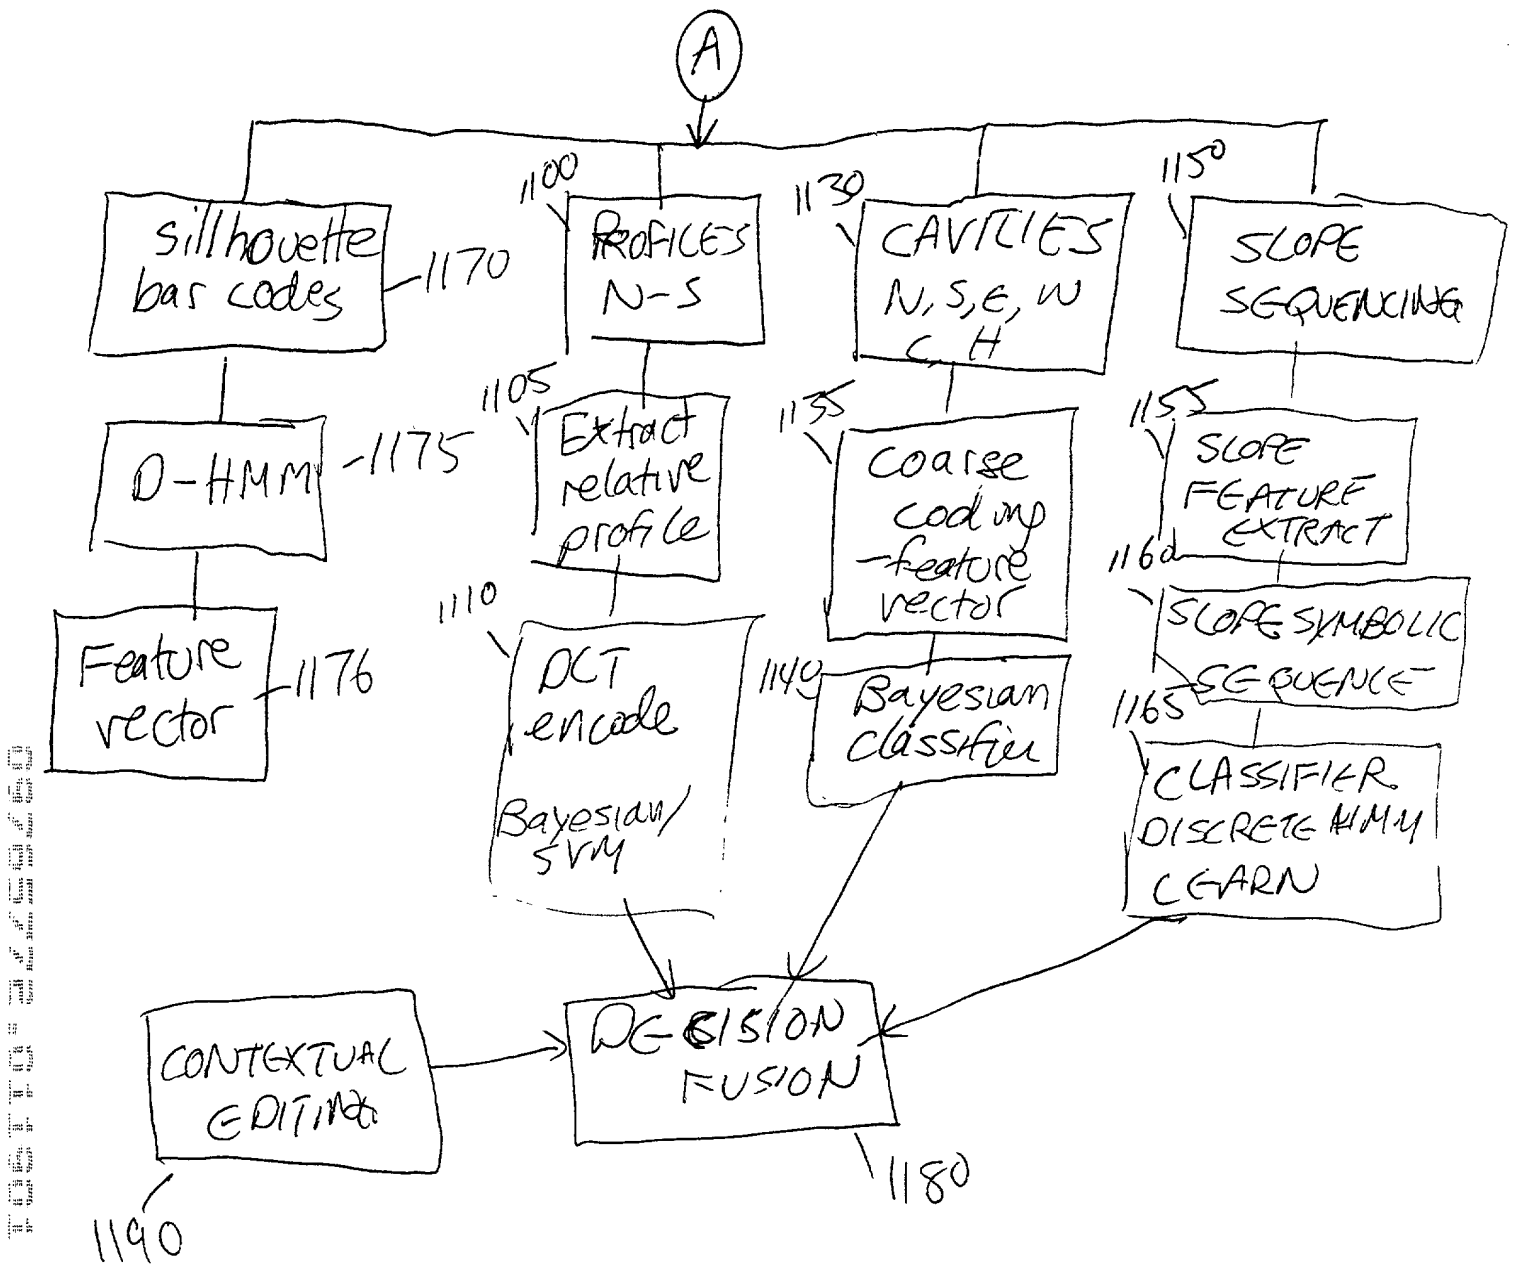 A
1170
sillhouette
bar codes
1175
D-HMM
1176
Feature
vector
1100
PROFILES
N-S
1105
Extract
relative
profile
1110
DCT
encode
Bayesian/
SVM
1130
CAVITIES
N, S, E, W
C, H
1135
Coarse
coding
-feature
vector
1140
Bayesian
classifier
1150
SLOPE
SEQUENCING
1155
SLOPE
FEATURE
EXTRACT
1160
SLOPE SYMBOLIC
SEQUENCE
1165
CLASSIFIER
DISCRETE HMM
LEARN
CONTEXTUAL
EDITING
1190
DECISION
FUSION
1180